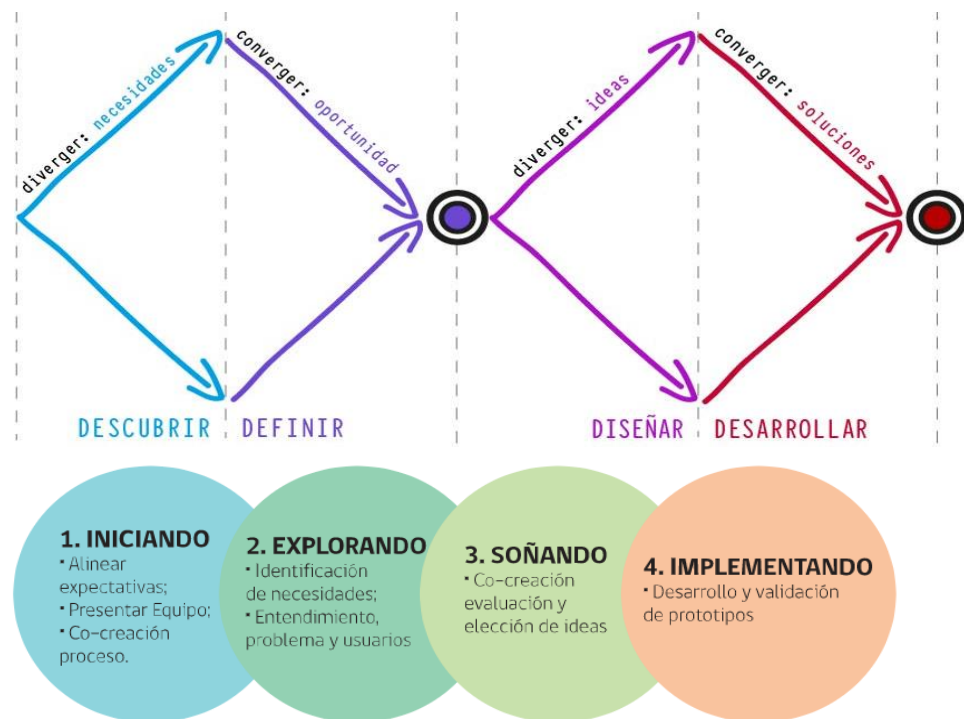 diverger: necesidades
converger: oportunidad
diverger: ideas
converger: soluciones
DESCUBRIR
DEFINIR
DISEÑAR
DESARROLLAR
1. INICIANDO
▪ Alinear
expectativas;
▪ Presentar Equipo;
▪ Co-creación
proceso.
2. EXPLORANDO
▪ Identificación
de necesidades;
▪ Entendimiento,
problema y usuarios
3. SOÑANDO
▪ Co-creación
evaluación y
elección de ideas
4. IMPLEMENTANDO
▪ Desarrollo y validación
de prototipos